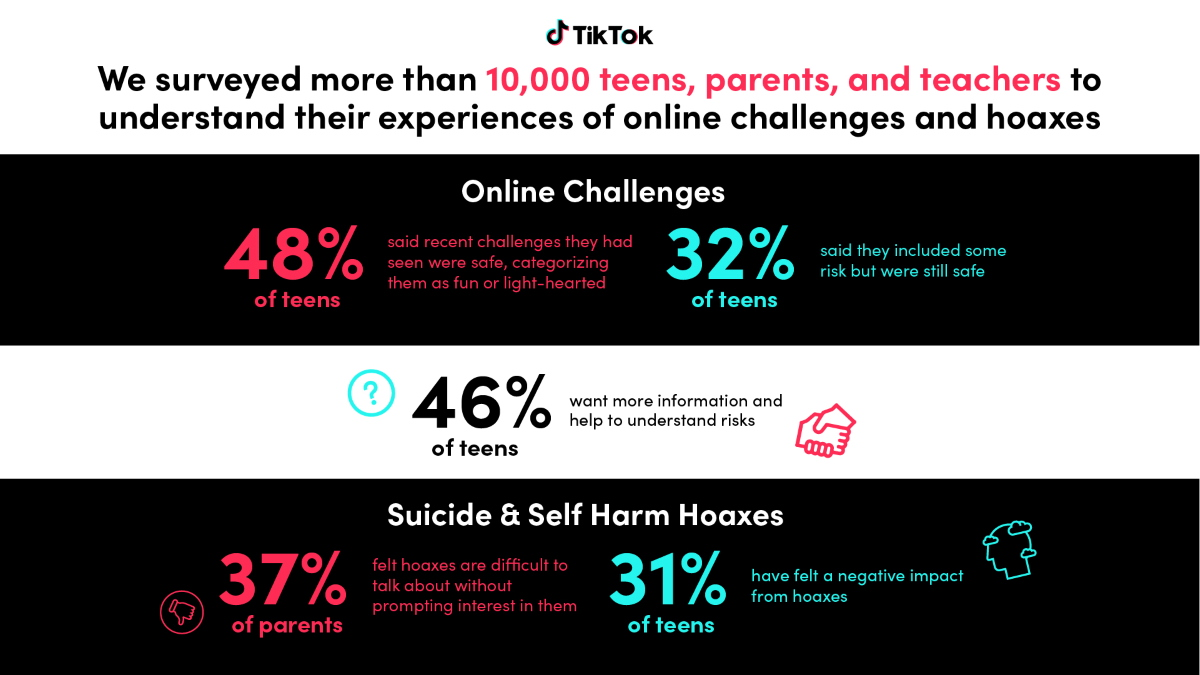 TikTok
We surveyed more than 10,000 teens, parents, and teachers to
understand their experiences of online challenges and hoaxes
Online Challenges
48%
of teens
said recent challenges they had
seen were safe, categorizing
them as fun or light-hearted
32%
of teens
said they included some
risk but were still safe
?
46%
of teens
want more information and
help to understand risks
Suicide & Self Harm Hoaxes
37%
of parents
felt hoaxes are difficult to
talk about without
prompting interest in them
31%
of teens
have felt a negative impact
from hoaxes